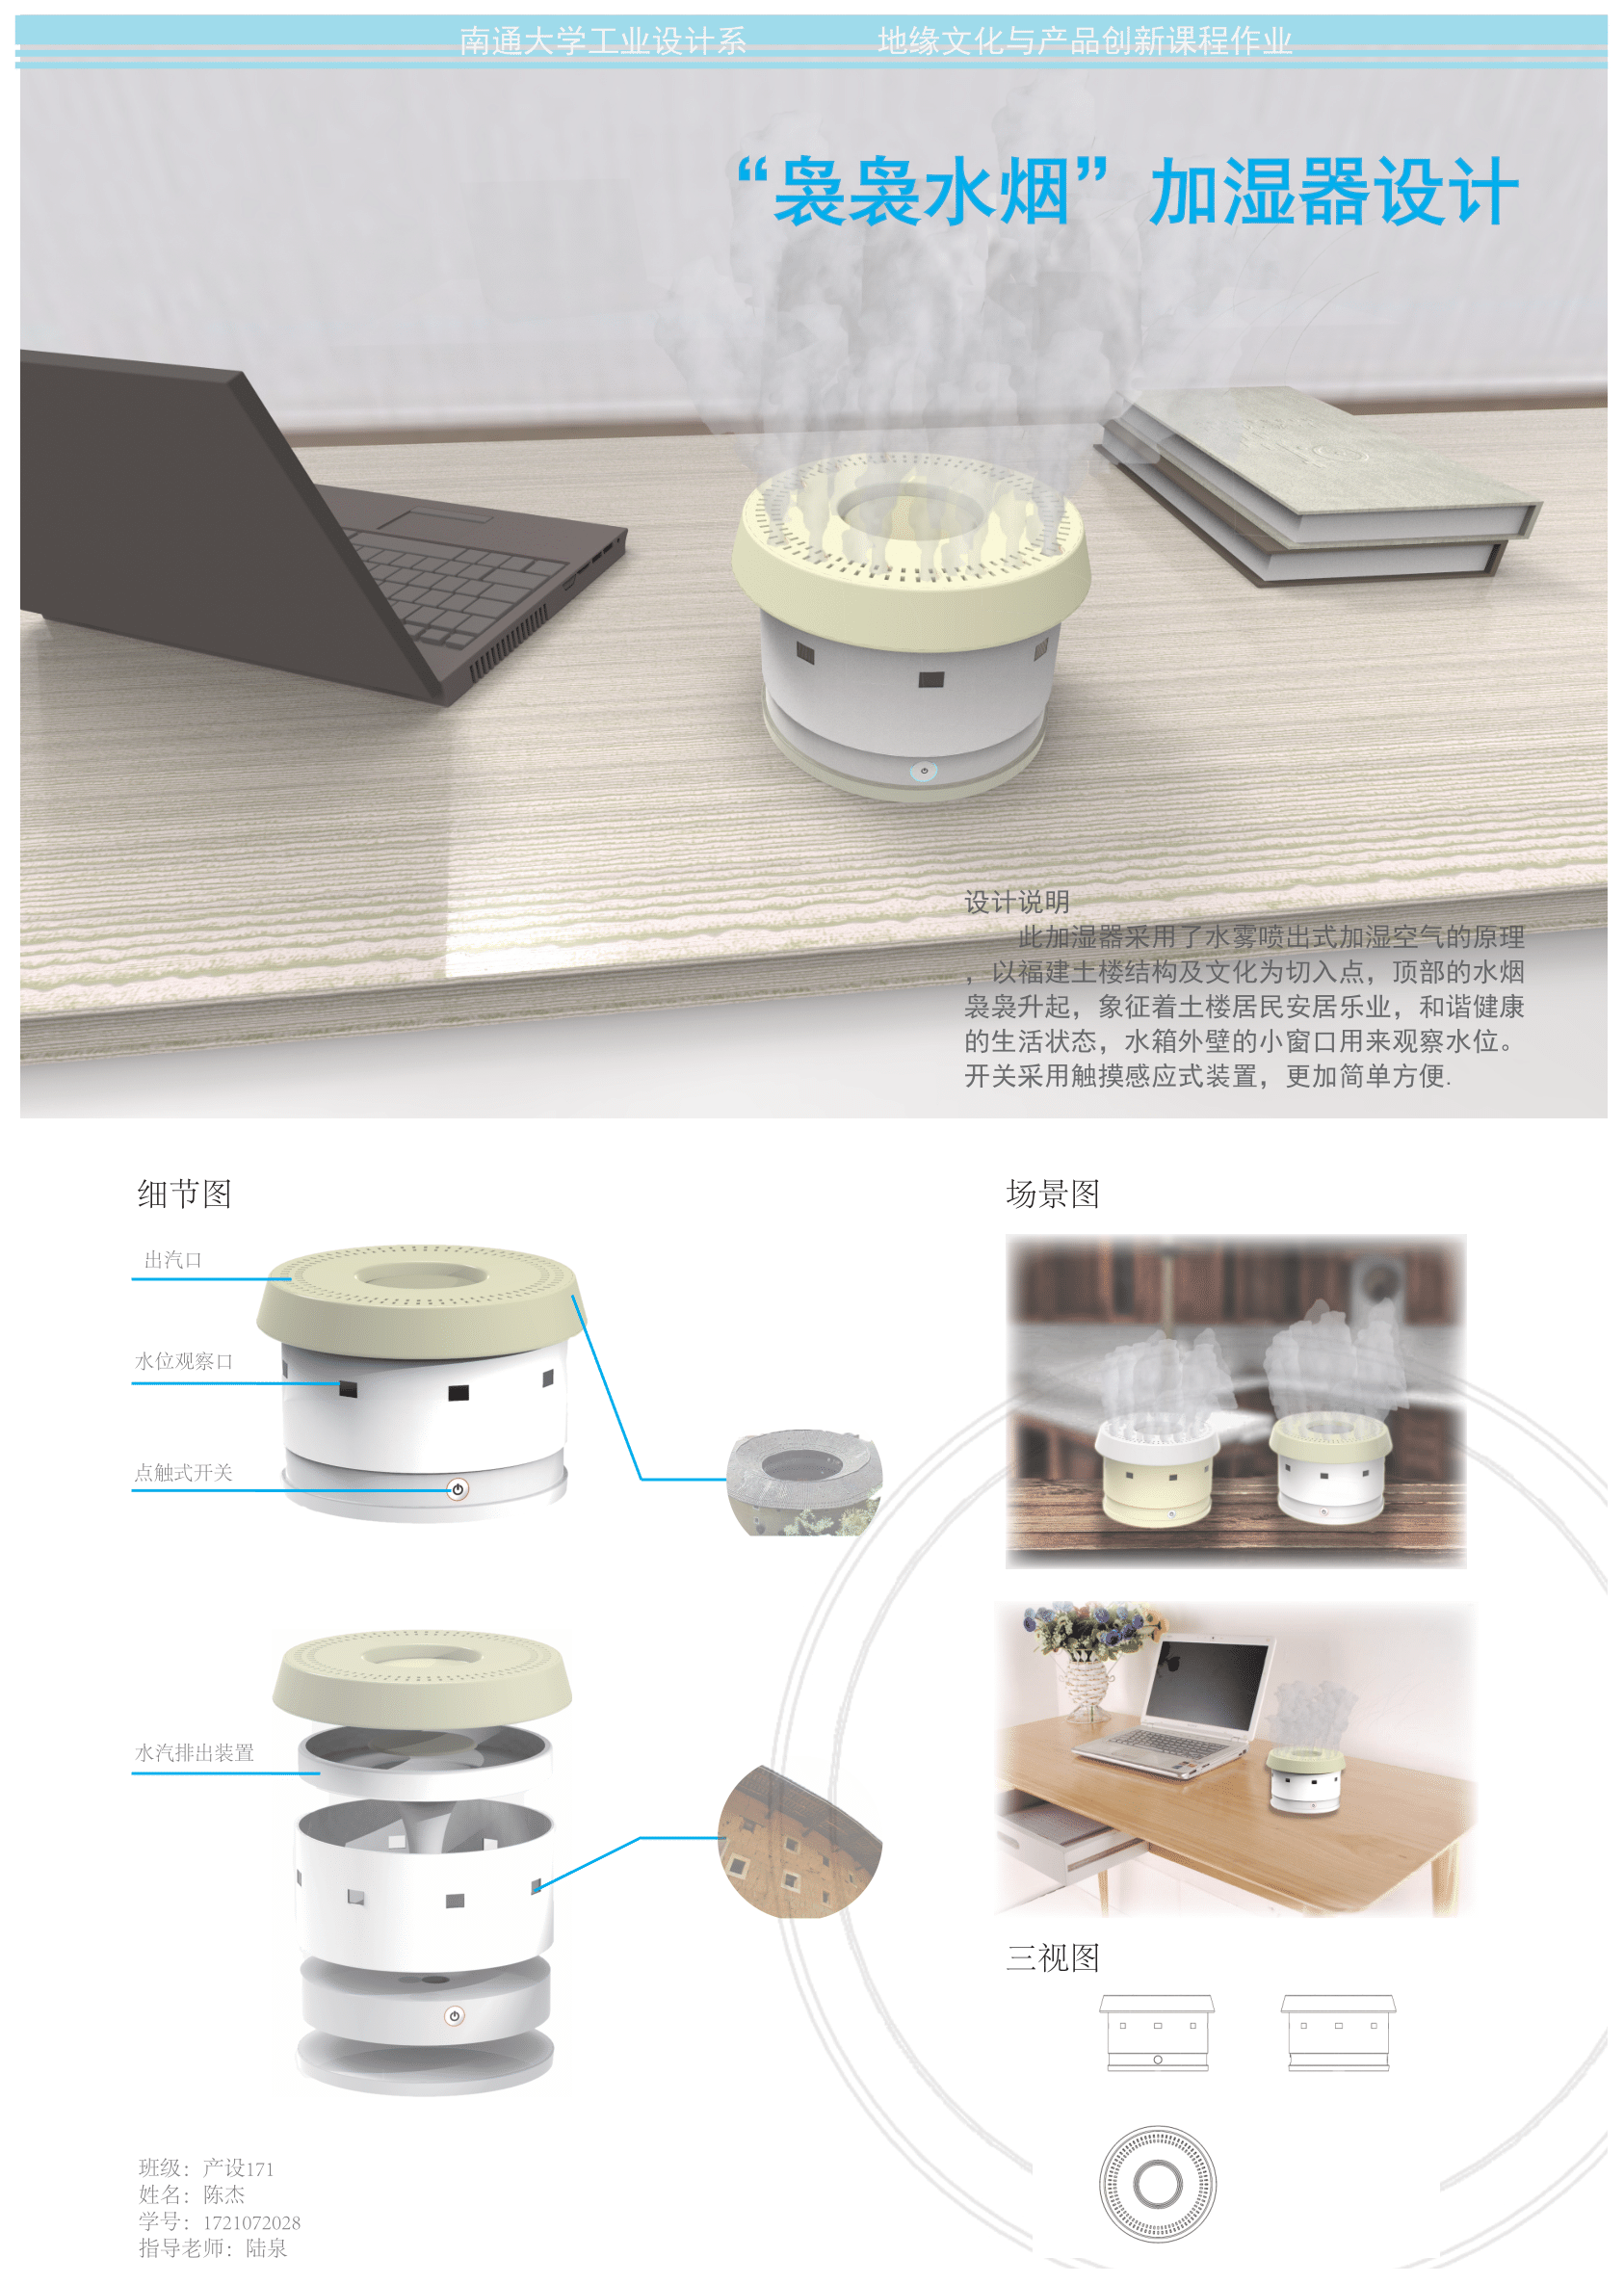 南通大学工业设计系
地缘文化与产品创新课程作业
“袅袅水烟”加湿器设计
设计说明
此加湿器采用了水雾喷出式加湿空气的原理
，以福建土楼结构及文化为切入点，顶部的水烟
袅袅升起，象征着土楼居民安居乐业，和谐健康
的生活状态，水箱外壁的小窗口用来观察水位。
开关采用触摸感应式装置，更加简单方便.
细节图
出汽口
水位观察口
点触式开关
水汽排出装置
场景图
三视图
班级：产设171
姓名：陈杰
学号：1721072028
指导老师：陆泉